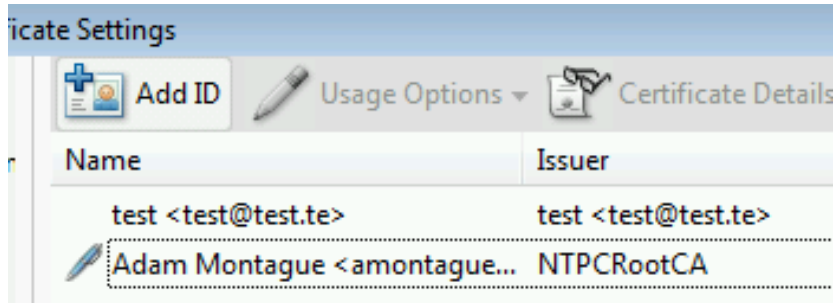 icate Settings
Add ID Usage Options Certificate Details
Name Issuer
test <test@test.te> test <test@test.te>
Adam Montague <amontague... NTPCRootCA